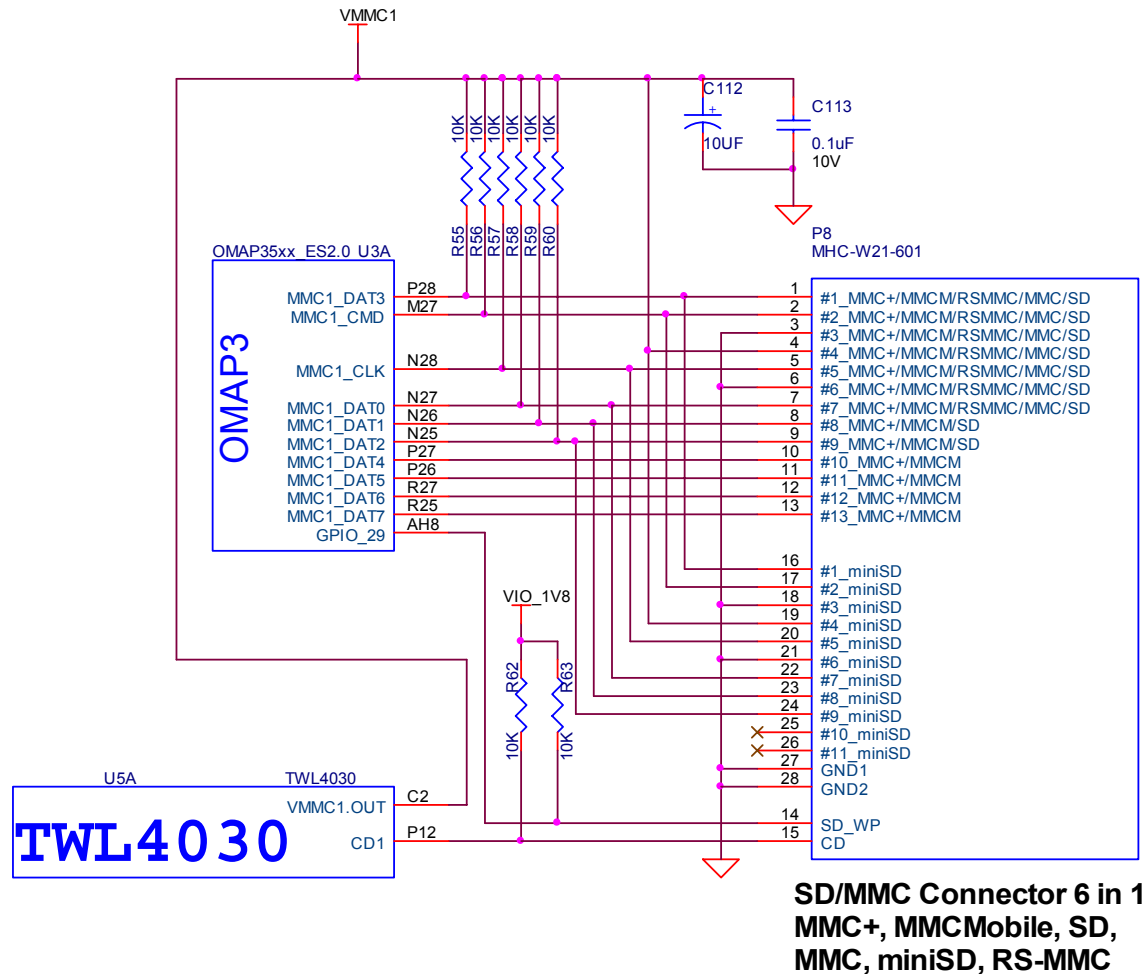 VMMC1
C112
+
10UF
C113
0.1uF
10V
10K
10K
10K
10K
10K
10K
R55
R56
R57
R58
R59
R60
P8
MHC-W21-601
OMAP35xx_ES2.0 U3A
OMAP3
MMC1_DAT3 P28
MMC1_CMD M27
MMC1_CLK N28
MMC1_DAT0 N27
MMC1_DAT1 N26
MMC1_DAT2 N25
MMC1_DAT4 P27
MMC1_DAT5 P26
MMC1_DAT6 R27
MMC1_DAT7 R25
GPIO_29 AH8
1 #1_MMC+/MMCM/RSMMC/MMC/SD
2 #2_MMC+/MMCM/RSMMC/MMC/SD
3 #3_MMC+/MMCM/RSMMC/MMC/SD
4 #4_MMC+/MMCM/RSMMC/MMC/SD
5 #5_MMC+/MMCM/RSMMC/MMC/SD
6 #6_MMC+/MMCM/RSMMC/MMC/SD
7 #7_MMC+/MMCM/RSMMC/MMC/SD
8 #8_MMC+/MMCM/SD
9 #9_MMC+/MMCM/SD
10 #10_MMC+/MMCM
11 #11_MMC+/MMCM
12 #12_MMC+/MMCM
13 #13_MMC+/MMCM
16 #1_miniSD
17 #2_miniSD
18 #3_miniSD
19 #4_miniSD
20 #5_miniSD
21 #6_miniSD
22 #7_miniSD
23 #8_miniSD
24 #9_miniSD
25 #10_miniSD
26 #11_miniSD
27 GND1
28 GND2
14 SD_WP
15 CD
VIO_1V8
R62
R63
10K
10K
U5A TWL4030
TWL4030
VMMC1.OUT C2
CD1 P12
SD/MMC Connector 6 in 1
MMC+, MMCMobile, SD,
MMC, miniSD, RS-MMC